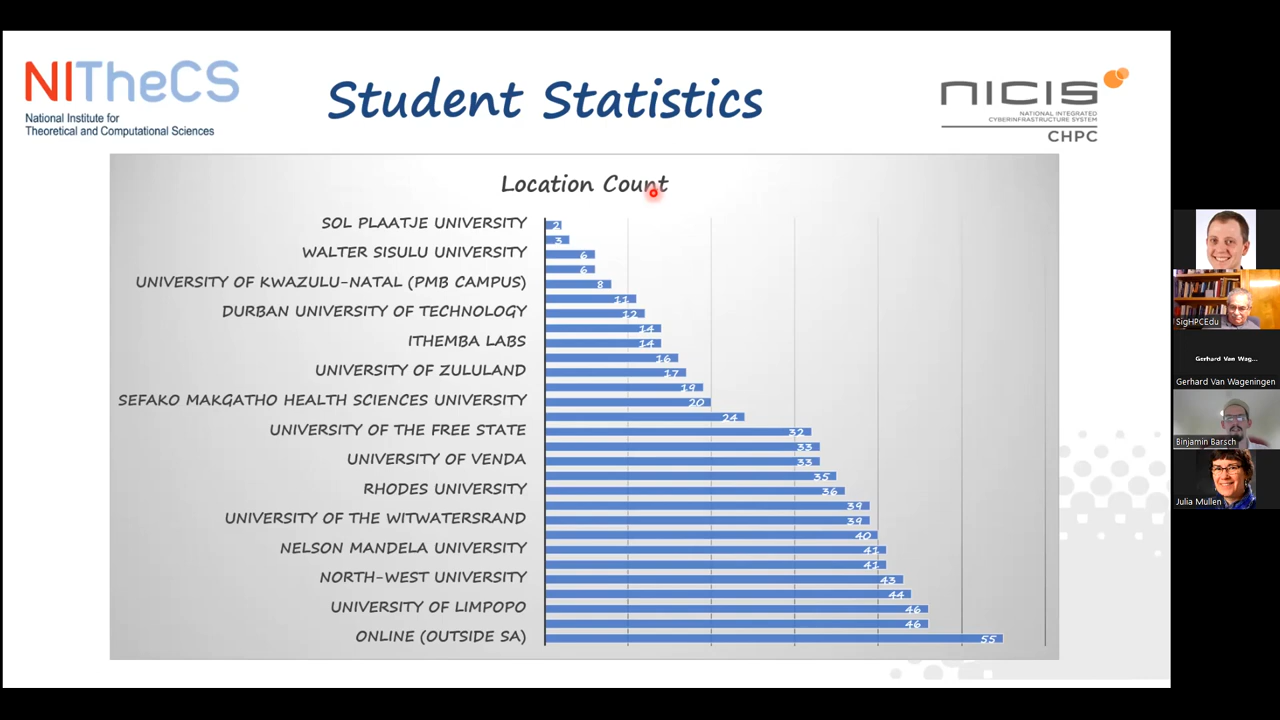 NITheCS
National Institute for
Theoretical and Computational Sciences
Student Statistics
NICIS
NATIONAL INTEGRATED
CYBERINFRASTRUCTURE SYSTEM
CHPC
Location Count
SOL PLAATJE UNIVERSITY 2
3
WALTER SISULU UNIVERSITY 6
6
UNIVERSITY OF KWAZULU-NATAL (PMB CAMPUS) 8
11
DURBAN UNIVERSITY OF TECHNOLOGY 12
14
ITHEMBA LABS 14
16
UNIVERSITY OF ZULULAND 17
19
SEFAKO MAKGATHO HEALTH SCIENCES UNIVERSITY 20
24
UNIVERSITY OF THE FREE STATE 32
33
UNIVERSITY OF VENDA 33
35
RHODES UNIVERSITY 36
39
UNIVERSITY OF THE WITWATERSRAND 39
40
NELSON MANDELA UNIVERSITY 41
41
NORTH-WEST UNIVERSITY 43
44
UNIVERSITY OF LIMPOPO 46
46
ONLINE (OUTSIDE SA) 55
SigHPCEdu
Gerhard Van Wag...
Gerhard Van Wageningen
Binjamin Barsch
Julia Mullen